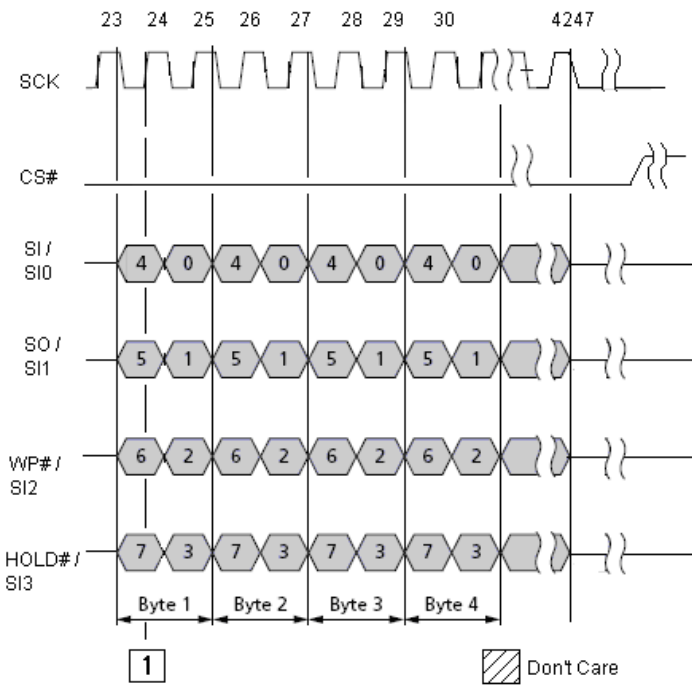 23 24 25 26 27 28 29 30 4247
SCK
CS#
SI /
SI0
4 0 4 0 4 0 4 0
SO /
SI1
5 1 5 1 5 1 5 1
WP# /
SI2
6 2 6 2 6 2 6 2
HOLD# /
SI3
7 3 7 3 7 3 7 3
Byte 1 Byte 2 Byte 3 Byte 4
1
Don't Care